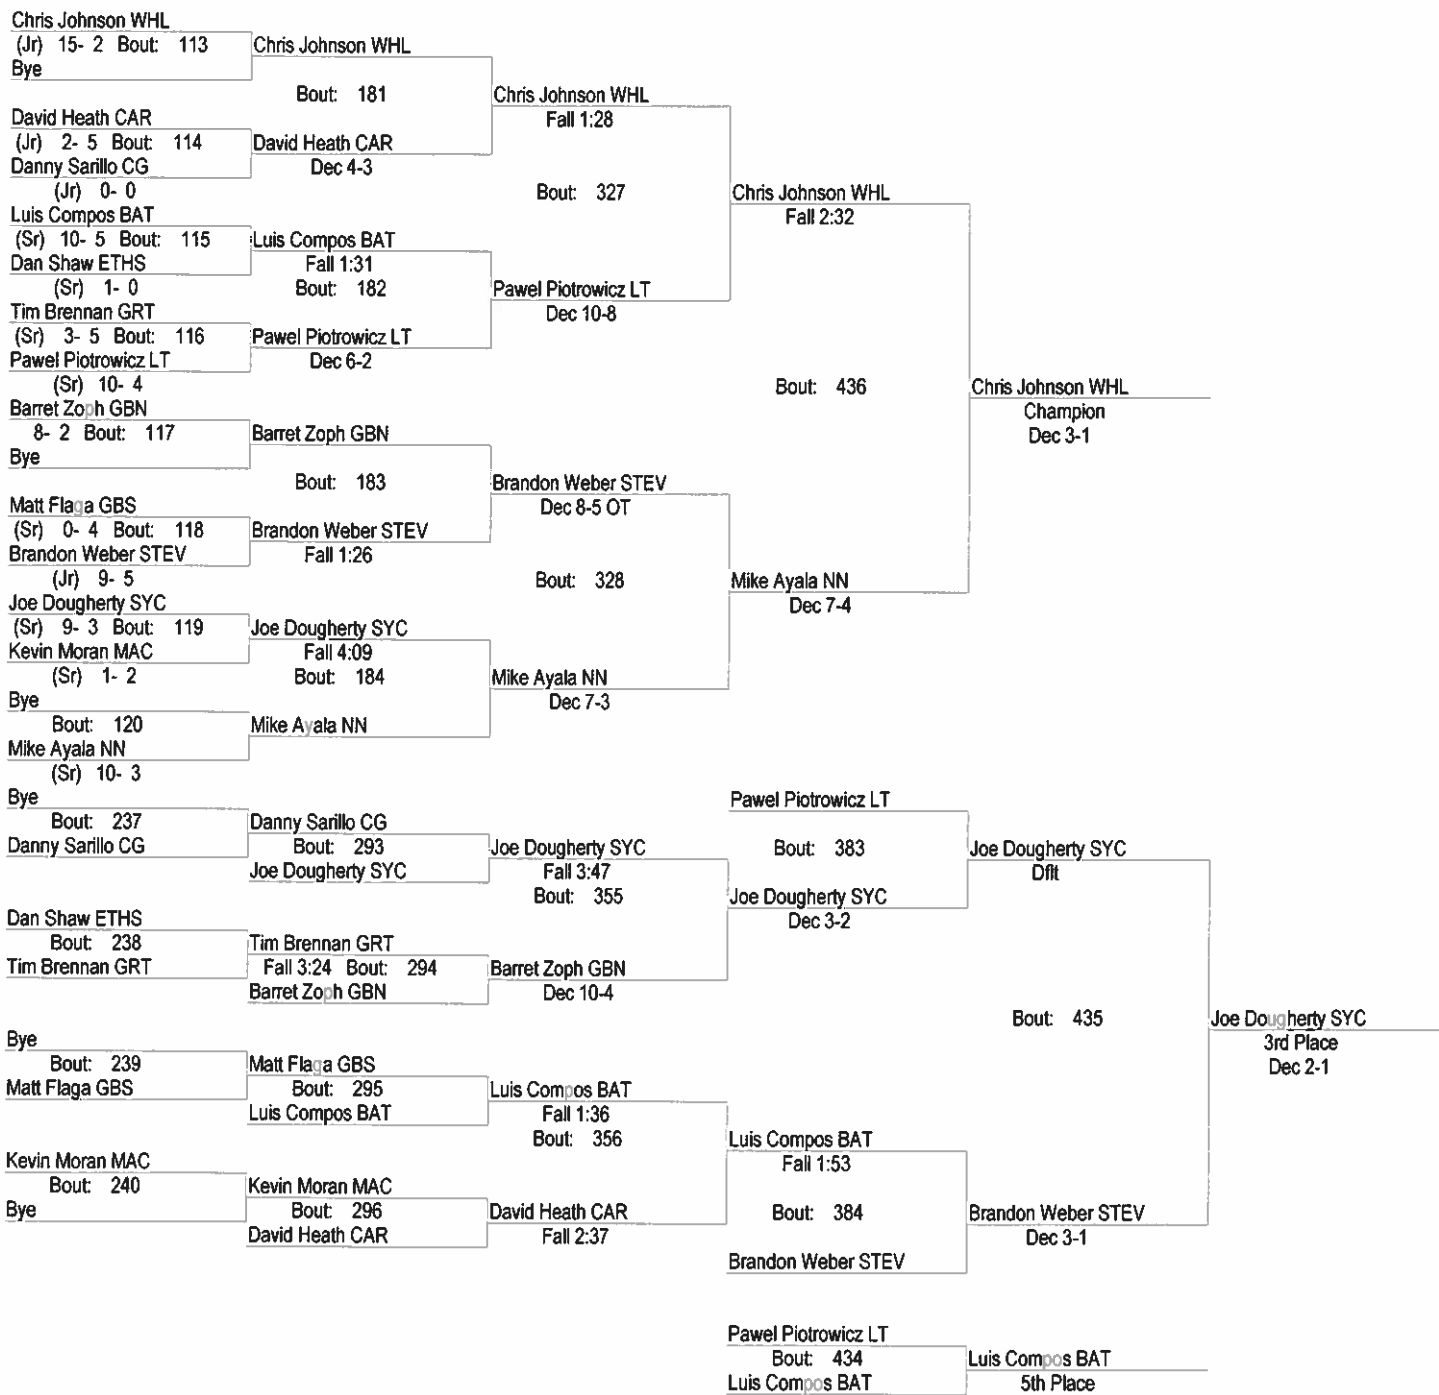 Chris Johnson WHL
(Jr) 15- 2 Bout: 113
Bye
Chris Johnson WHL
Bout: 181
David Heath CAR
(Jr) 2- 5 Bout: 114
Danny Sarillo CG
(Jr) 0- 0
David Heath CAR
Dec 4-3
Chris Johnson WHL
Fall 1:28
Bout: 327
Luis Compos BAT
(Sr) 10- 5 Bout: 115
Dan Shaw ETHS
(Sr) 1- 0
Luis Compos BAT
Fall 1:31
Bout: 182
Tim Brennan GRT
(Sr) 3- 5 Bout: 116
Pawel Piotrowicz LT
(Sr) 10- 4
Pawel Piotrowicz LT
Dec 6-2
Pawel Piotrowicz LT
Dec 10-8
Chris Johnson WHL
Fall 2:32
Bout: 436
Barret Zoph GBN
8- 2 Bout: 117
Bye
Barret Zoph GBN
Bout: 183
Matt Flaga GBS
(Sr) 0- 4 Bout: 118
Brandon Weber STEV
(Jr) 9- 5
Brandon Weber STEV
Fall 1:26
Brandon Weber STEV
Dec 8-5 OT
Bout: 328
Joe Dougherty SYC
(Sr) 9- 3 Bout: 119
Kevin Moran MAC
(Sr) 1- 2
Joe Dougherty SYC
Fall 4:09
Bout: 184
Bye
Bout: 120
Mike Ayala NN
(Sr) 10- 3
Mike Ayala NN
Mike Ayala NN
Dec 7-3
Mike Ayala NN
Dec 7-4
Chris Johnson WHL
Champion
Dec 3-1
Bye
Bout: 237
Danny Sarillo CG
Danny Sarillo CG
Bout: 293
Joe Dougherty SYC
Joe Dougherty SYC
Fall 3:47
Bout: 355
Dan Shaw ETHS
Bout: 238
Tim Brennan GRT
Tim Brennan GRT
Fall 3:24 Bout: 294
Barret Zoph GBN
Barret Zoph GBN
Dec 10-4
Pawel Piotrowicz LT
Bout: 383
Joe Dougherty SYC
Dec 3-2
Joe Dougherty SYC
Dflt
Bout: 435
Bye
Bout: 239
Matt Flaga GBS
Matt Flaga GBS
Bout: 295
Luis Compos BAT
Luis Compos BAT
Fall 1:36
Bout: 356
Kevin Moran MAC
Bout: 240
Bye
Kevin Moran MAC
Bout: 296
David Heath CAR
David Heath CAR
Fall 2:37
Luis Compos BAT
Fall 1:53
Bout: 384
Brandon Weber STEV
Brandon Weber STEV
Dec 3-1
Joe Dougherty SYC
3rd Place
Dec 2-1
Pawel Piotrowicz LT
Bout: 434
Luis Compos BAT
Luis Compos BAT
5th Place